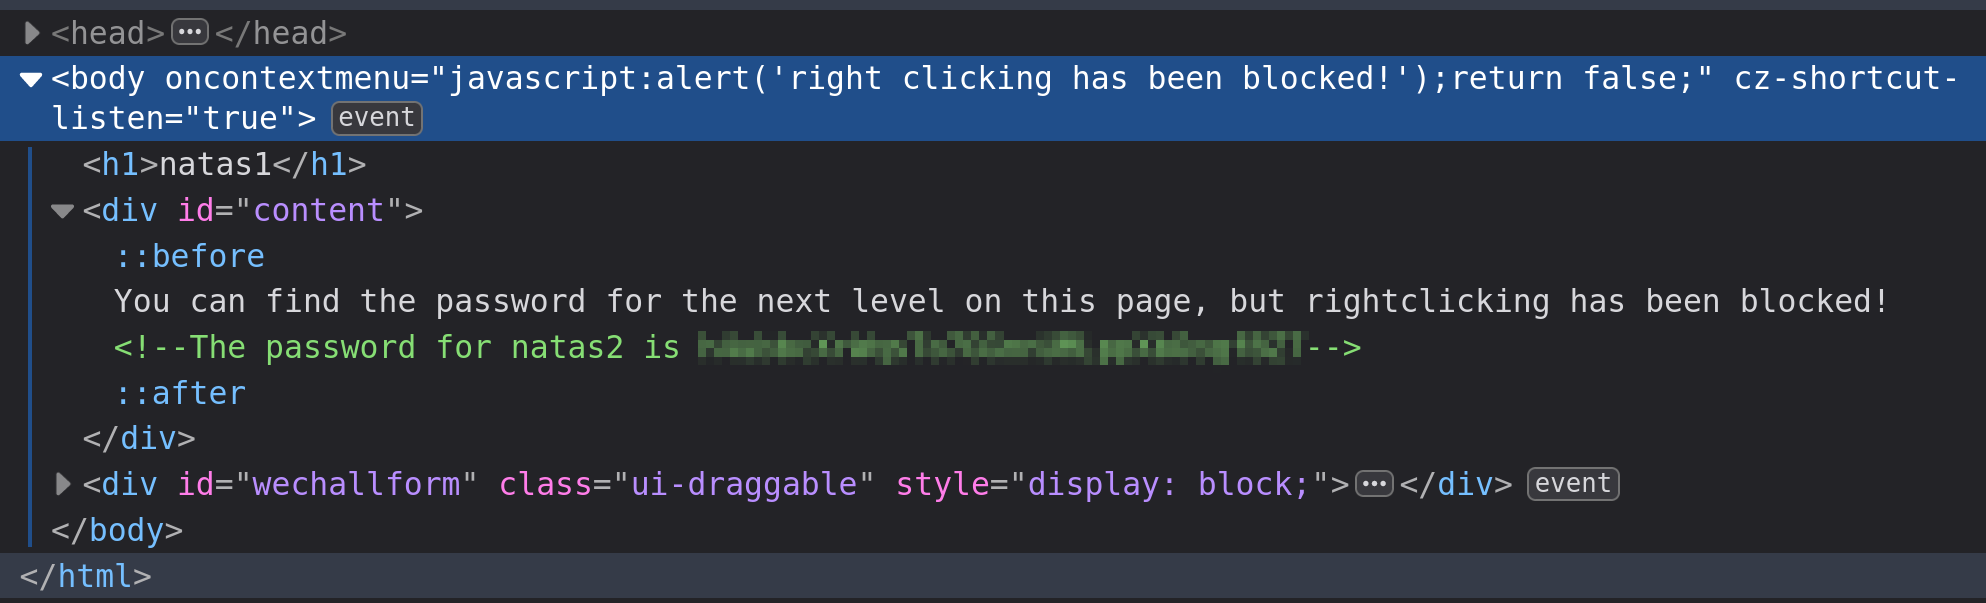 <head>•••</head>
<body oncontextmenu="javascript:alert('right clicking has been blocked!');return false;" cz-shortcut-
listen="true"> event
<h1>natas1</h1>
<div id="content">
::before
You can find the password for the next level on this page, but rightclicking has been blocked!
<!--The password for natas2 is -->
::after
</div>
<div id="wechallform" class="ui-draggable" style="display: block;">•••</div> event
</body>
</html>